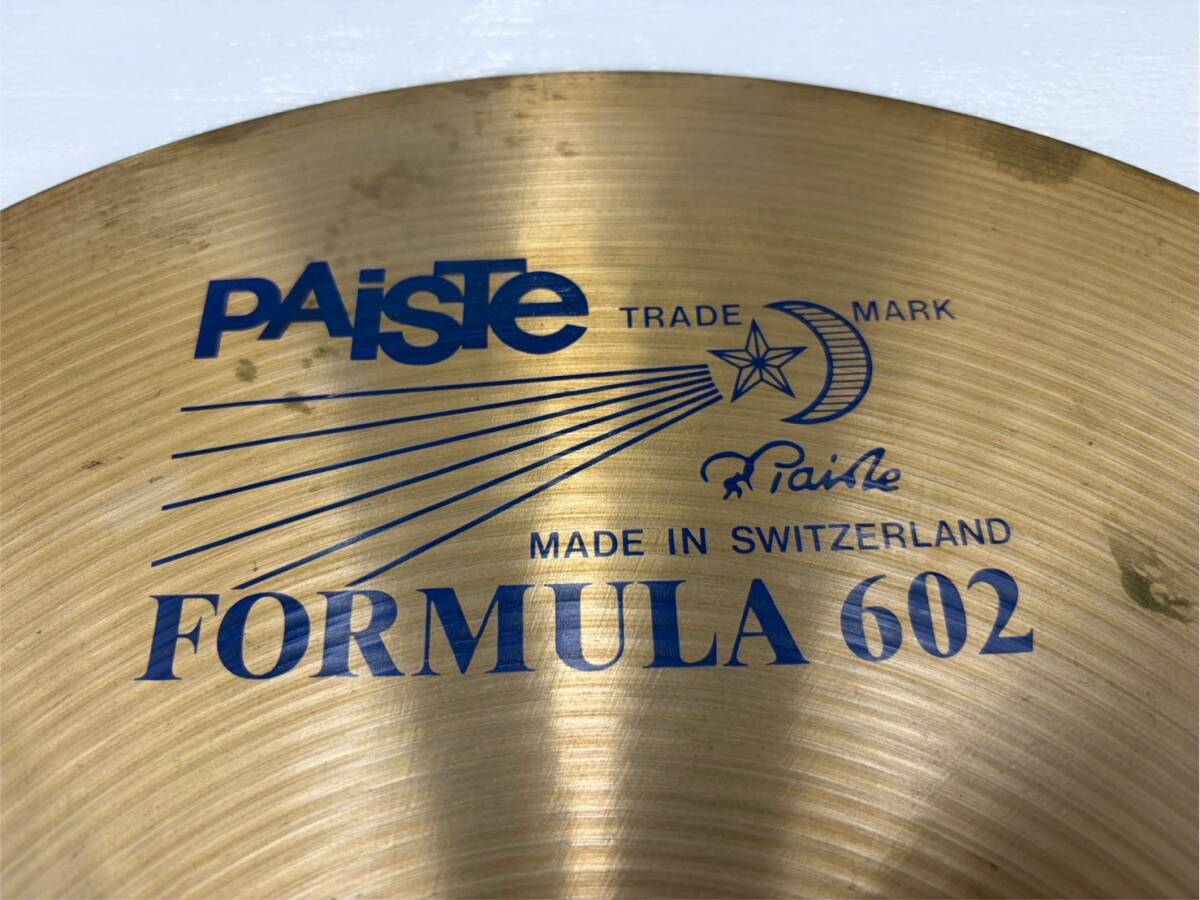 PAiSTe
TRADE MARK
Paiste
MADE IN SWITZERLAND
FORMULA 602